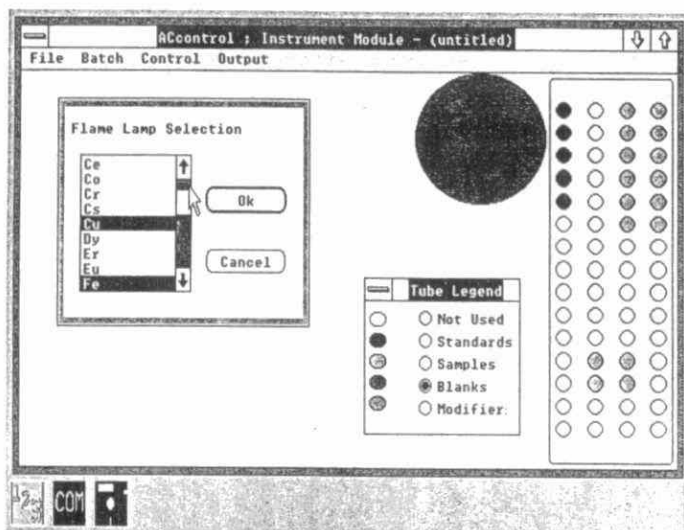 ACcontrol ; Instrument Module - (untitled)
File Batch Control Output
Flame Lamp Selection
Ce
Co
Cr
Cs
Cu
Dy
Er
Eu
Fe
Ok
Cancel
Tube Legend
Not Used
Standards
Samples
Blanks
Modifier
COM